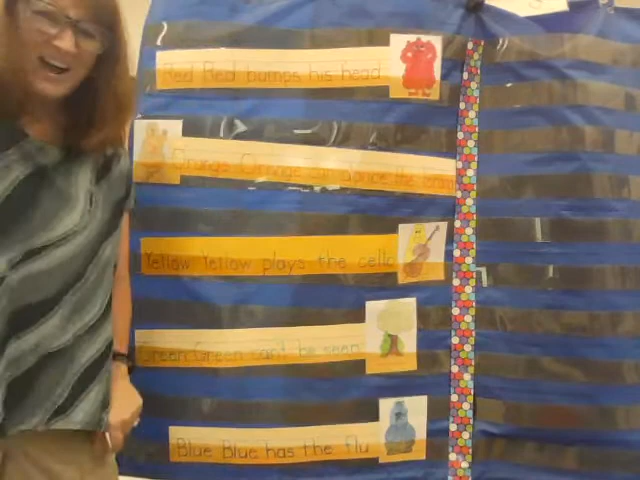 Red Red bumps his head
Orange Orange can dance the
Yellow Yellow plays the cello
Green Green can't be seen
Blue Blue has the flu